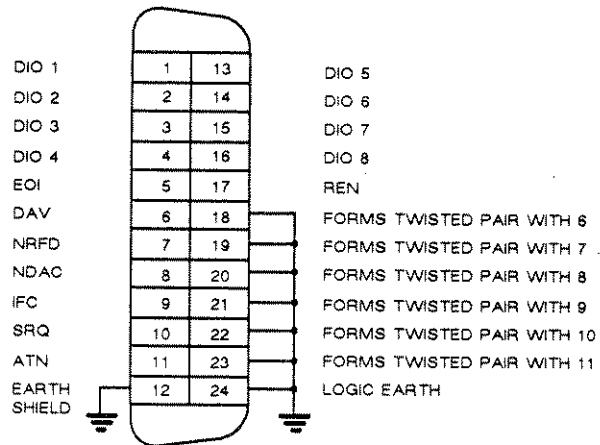 DIO 1 1 13 DIO 5
DIO 2 2 14 DIO 6
DIO 3 3 15 DIO 7
DIO 4 4 16 DIO 8
EOI 5 17 REN
DAV 6 18 FORMS TWISTED PAIR WITH 6
NRFD 7 19 FORMS TWISTED PAIR WITH 7
NDAC 8 20 FORMS TWISTED PAIR WITH 8
IFC 9 21 FORMS TWISTED PAIR WITH 9
SRQ 10 22 FORMS TWISTED PAIR WITH 10
ATN 11 23 FORMS TWISTED PAIR WITH 11
EARTH 12 24 LOGIC EARTH
SHIELD